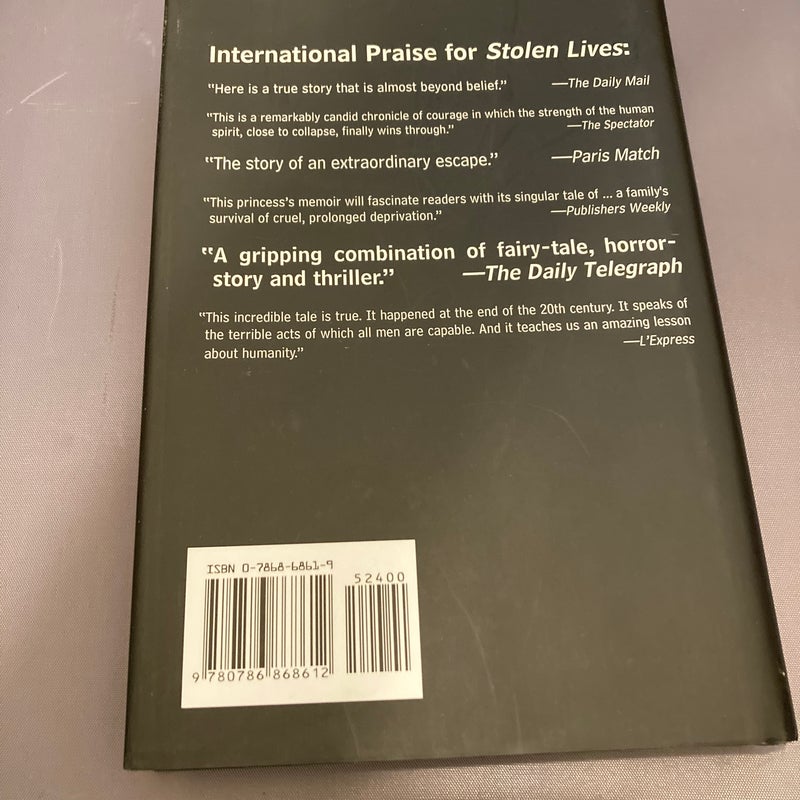 International Praise for Stolen Lives:
“Here is a true story that is almost beyond belief.” —The Daily Mail
“This is a remarkably candid chronicle of courage in which the strength of the human
spirit, close to collapse, finally wins through.” —The Spectator
“The story of an extraordinary escape.” —Paris Match
“This princess's memoir will fascinate readers with its singular tale of ... a family's
survival of cruel, prolonged deprivation.” —Publishers Weekly
“A gripping combination of fairy-tale, horror-
story and thriller.” —The Daily Telegraph
“This incredible tale is true. It happened at the end of the 20th century. It speaks of
the terrible acts of which all men are capable. And it teaches us an amazing lesson
about humanity.” —L'Express
ISBN 0-7868-6861-9
52400
9 780786 868612